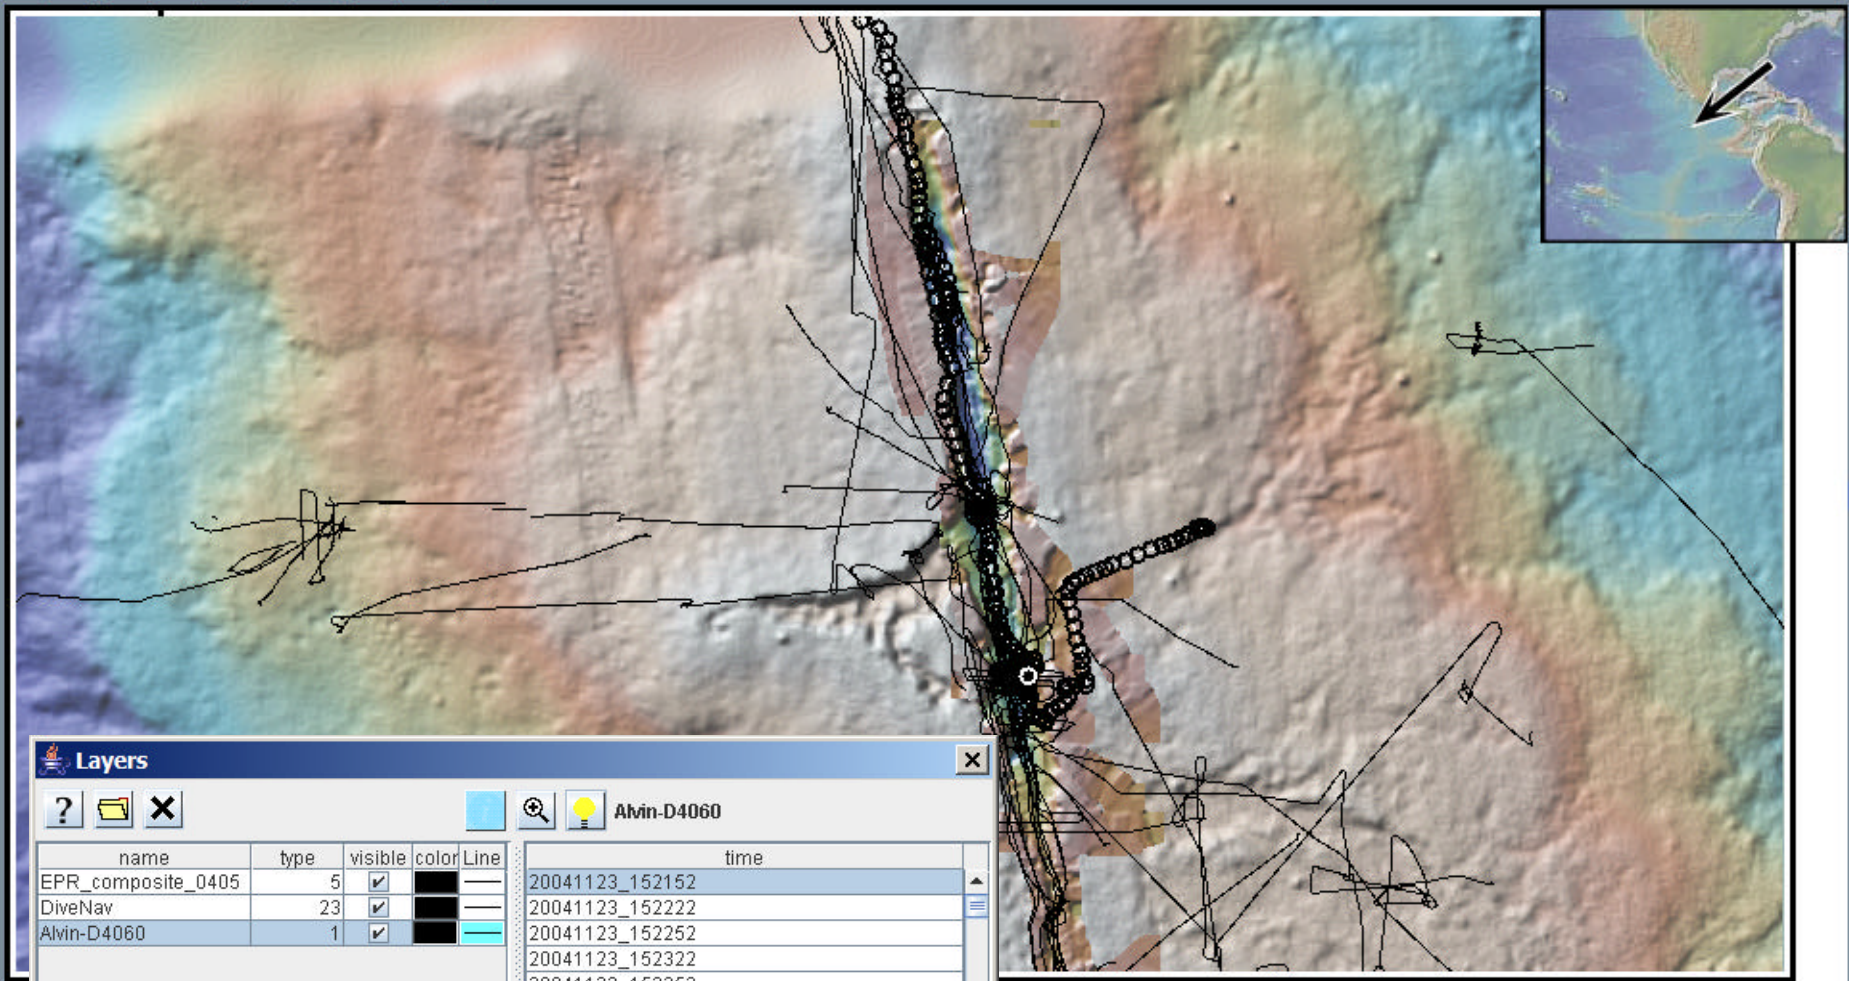 Layers
? Alvin-D4060
name type visible color Line time
EPR_composite_0405 5 20041123_152152
DiveNav 23 20041123_152222
Alvin-D4060 1 20041123_152252
20041123_152322